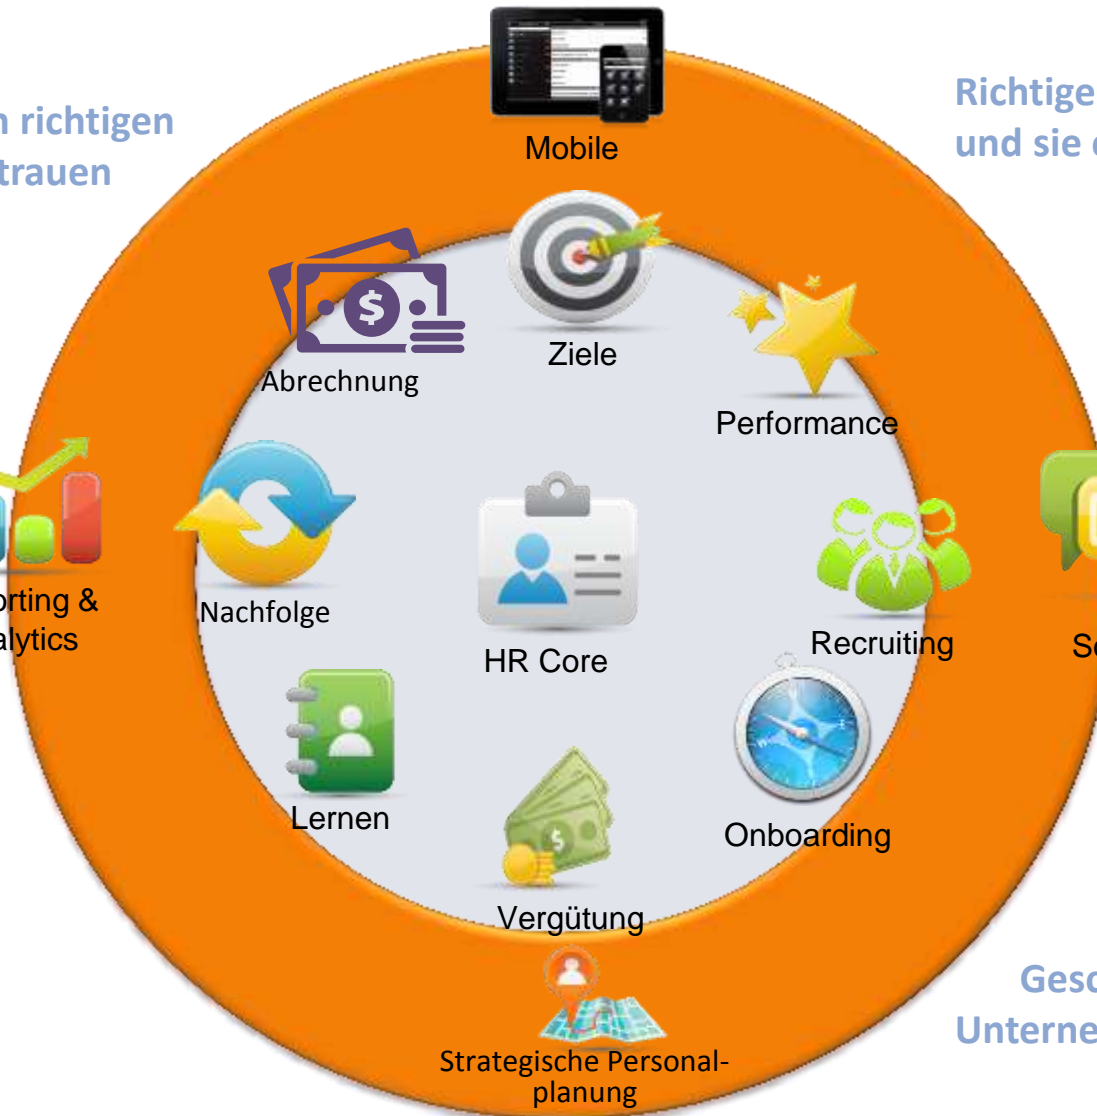 richtigen
trauen
Richtige
und sie
Mobile
Ziele
Abrechnung
Performance
Nachfolge
HR Core
Recruiting
orting &
alytics
Lernen
Onboarding
Vergütung
Strategische Personal-
planung
Gesc
Unterne